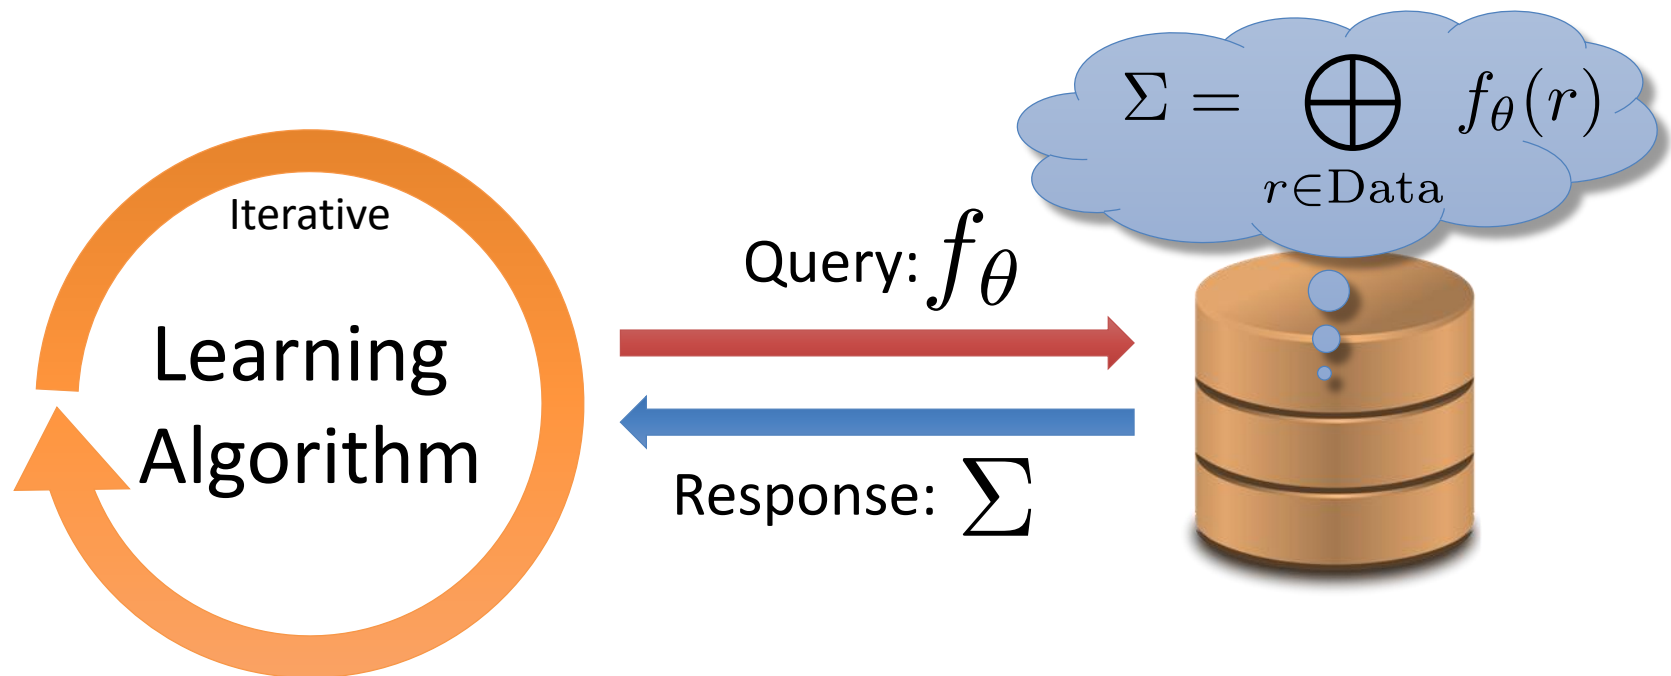 Iterative
Learning
Algorithm
Query: f_θ
Response: Σ
Σ = ⊕ f_θ(r)
r∈Data